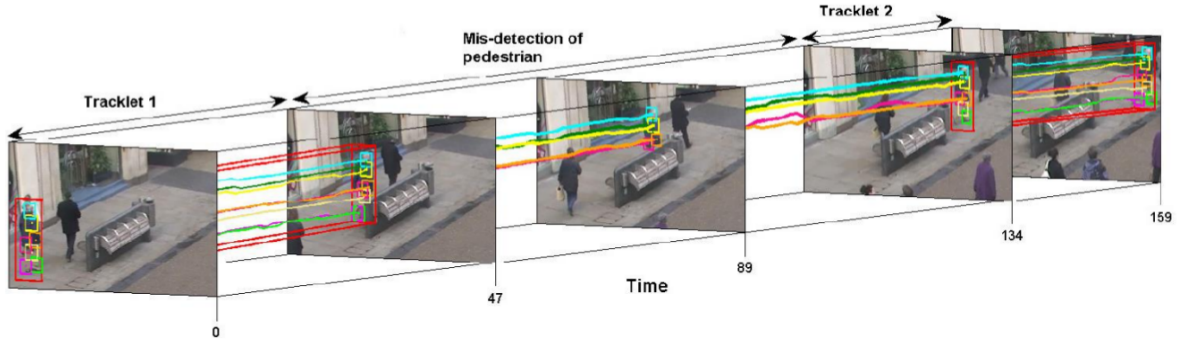 Tracklet 1
Mis-detection of
pedestrian
Tracklet 2
0
47
89
134
159
Time